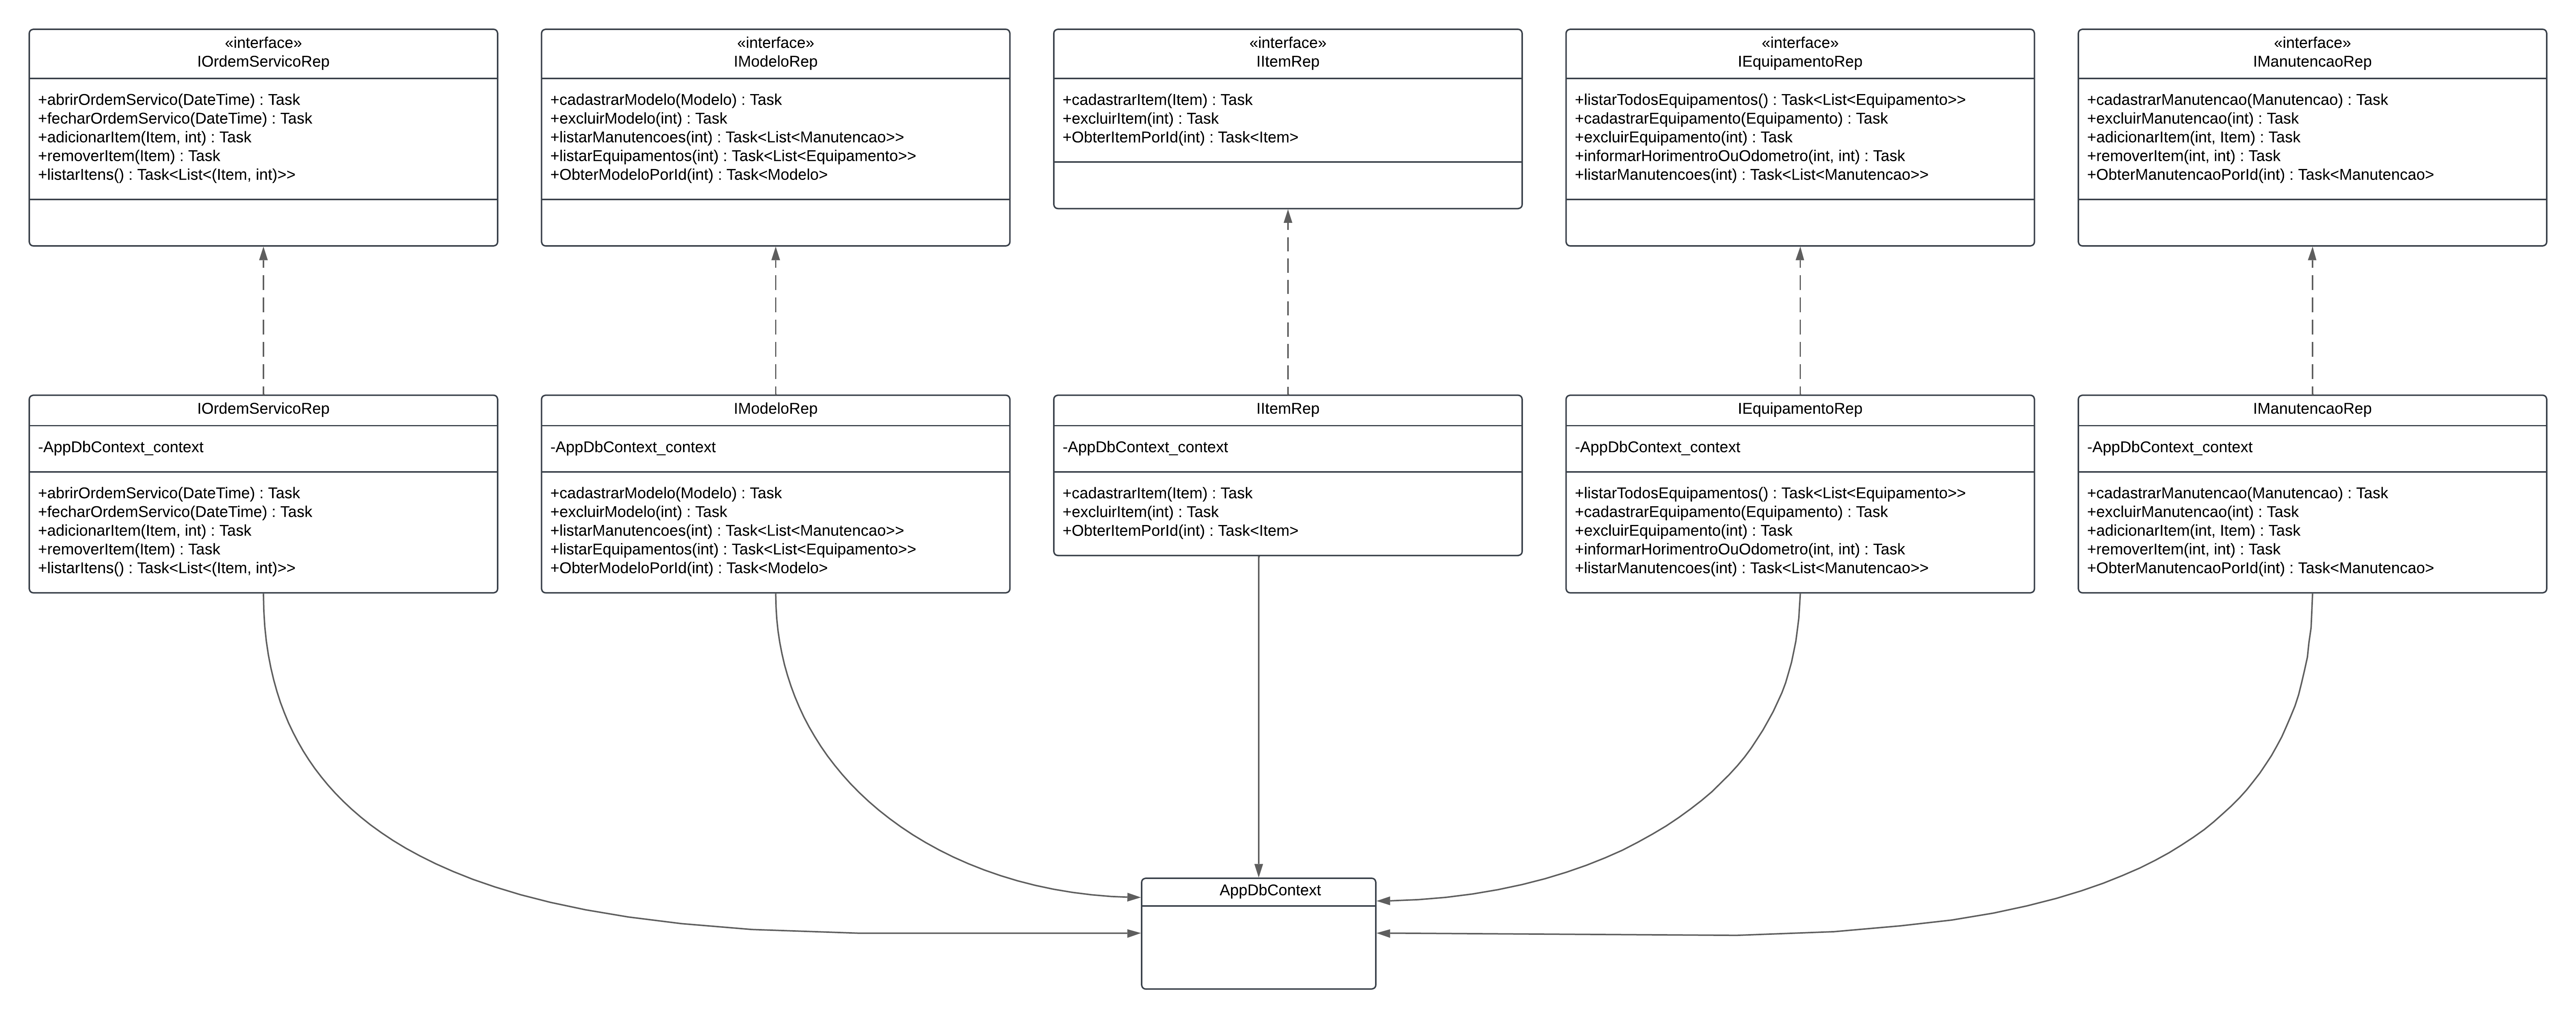 «interface»
IOrdemServicoRep
+abrirOrdemServico(DateTime) : Task
+fecharOrdemServico(DateTime) : Task
+adicionarItem(Item, int) : Task
+removerItem(Item) : Task
+listarItens() : Task<List<(Item, int)>>
«interface»
IModeloRep
+cadastrarModelo(Modelo) : Task
+excluirModelo(int) : Task
+listarManutencoes(int) : Task<List<Manutencao>>
+listarEquipamentos(int) : Task<List<Equipamento>>
+ObterModeloPorId(int) : Task<Modelo>
«interface»
IItemRep
+cadastrarItem(Item) : Task
+excluirItem(int) : Task
+ObterItemPorId(int) : Task<Item>
«interface»
IEquipamentoRep
+listarTodosEquipamentos() : Task<List<Equipamento>>
+cadastrarEquipamento(Equipamento) : Task
+excluirEquipamento(int) : Task
+informarHorimentroOuOdometro(int, int) : Task
+listarManutencoes(int) : Task<List<Manutencao>>
«interface»
IManutencaoRep
+cadastrarManutencao(Manutencao) : Task
+excluirManutencao(int) : Task
+adicionarItem(int, Item) : Task
+removerItem(int, int) : Task
+ObterManutencaoPorId(int) : Task<Manutencao>
IOrdemServicoRep
-AppDbContext_context
+abrirOrdemServico(DateTime) : Task
+fecharOrdemServico(DateTime) : Task
+adicionarItem(Item, int) : Task
+removerItem(Item) : Task
+listarItens() : Task<List<(Item, int)>>
IModeloRep
-AppDbContext_context
+cadastrarModelo(Modelo) : Task
+excluirModelo(int) : Task
+listarManutencoes(int) : Task<List<Manutencao>>
+listarEquipamentos(int) : Task<List<Equipamento>>
+ObterModeloPorId(int) : Task<Modelo>
IItemRep
-AppDbContext_context
+cadastrarItem(Item) : Task
+excluirItem(int) : Task
+ObterItemPorId(int) : Task<Item>
IEquipamentoRep
-AppDbContext_context
+listarTodosEquipamentos() : Task<List<Equipamento>>
+cadastrarEquipamento(Equipamento) : Task
+excluirEquipamento(int) : Task
+informarHorimentroOuOdometro(int, int) : Task
+listarManutencoes(int) : Task<List<Manutencao>>
IManutencaoRep
-AppDbContext_context
+cadastrarManutencao(Manutencao) : Task
+excluirManutencao(int) : Task
+adicionarItem(int, Item) : Task
+removerItem(int, int) : Task
+ObterManutencaoPorId(int) : Task<Manutencao>
AppDbContext